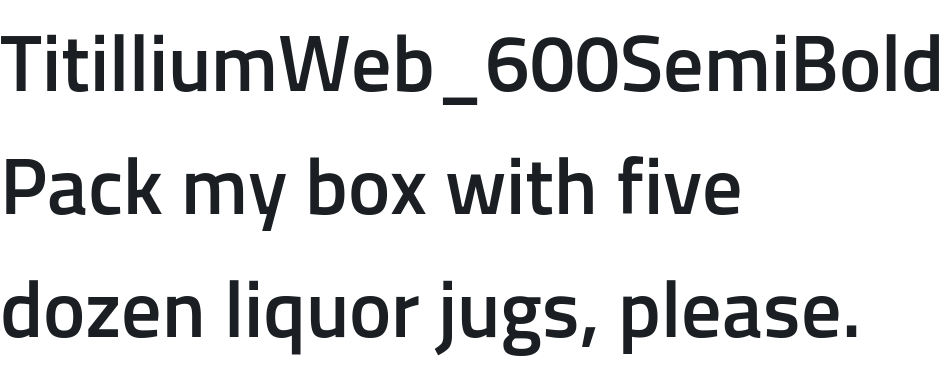 TitilliumWeb_600SemiBold
Pack my box with five
dozen liquor jugs, please.